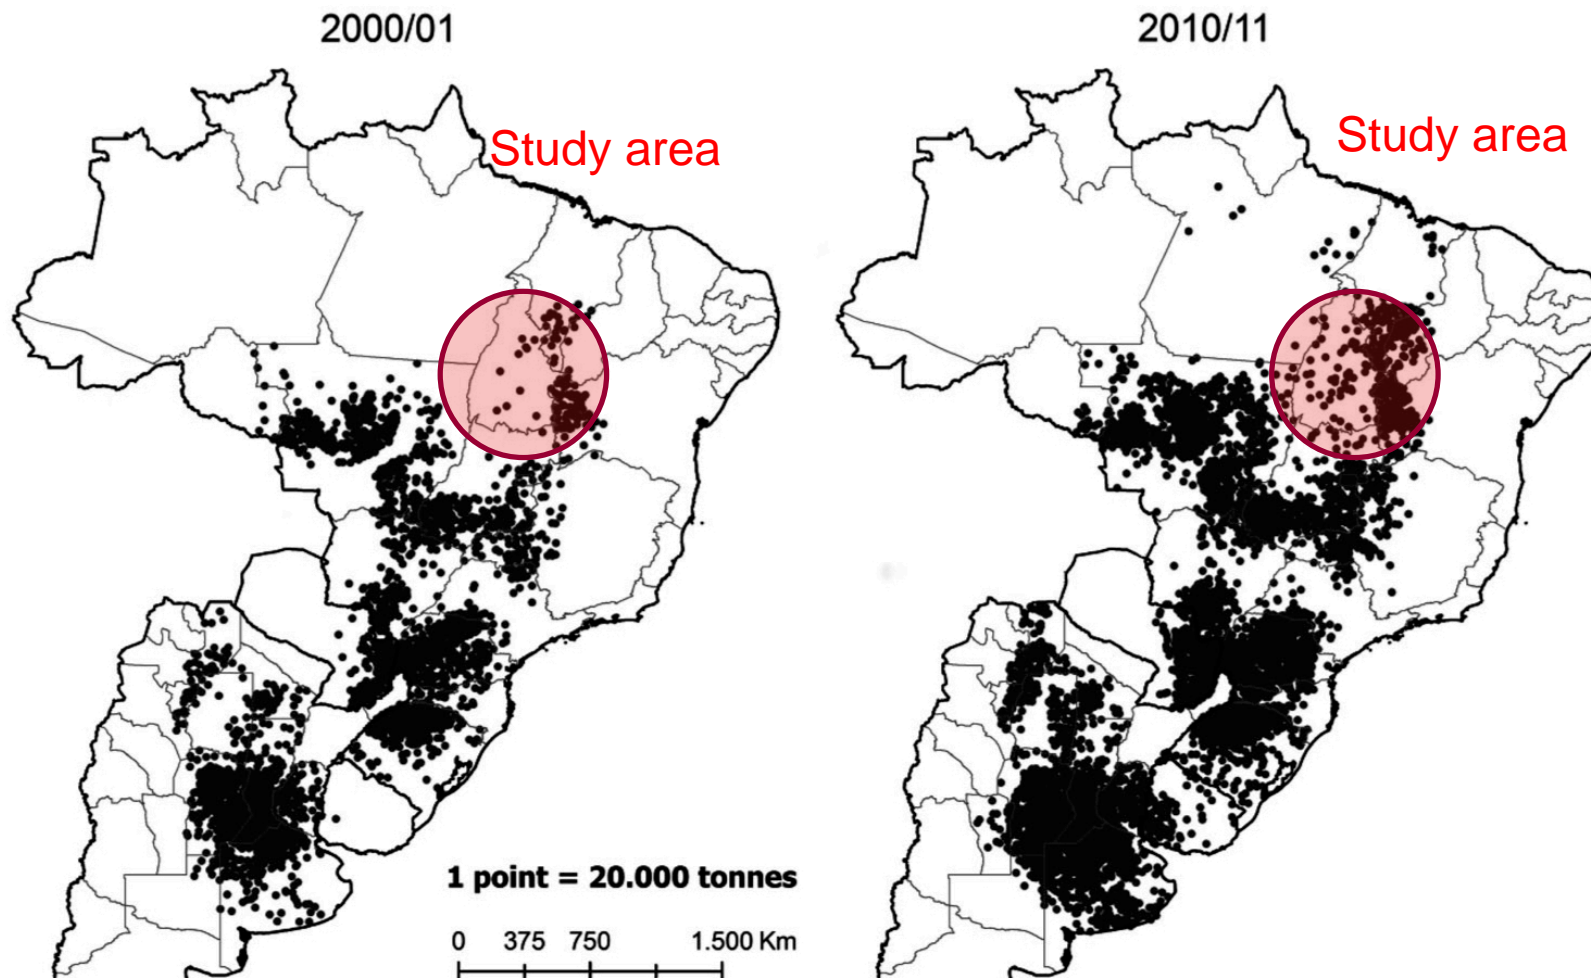 2000/01
2010/11
Study area
Study area
1 point = 20.000 tonnes
0 375 750 1.500 Km